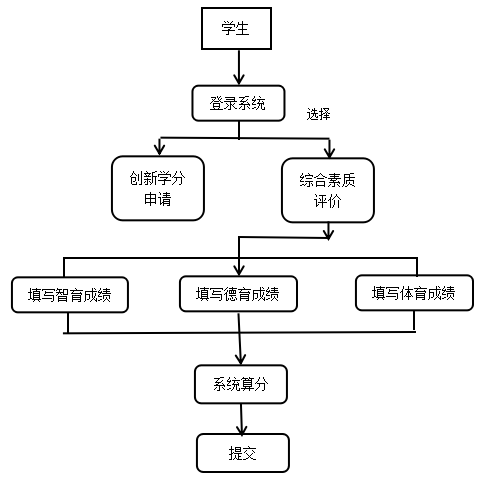 学生
登录系统
选择
创新学分
申请
综合素质
评价
填写智育成绩
填写德育成绩
填写体育成绩
系统算分
提交